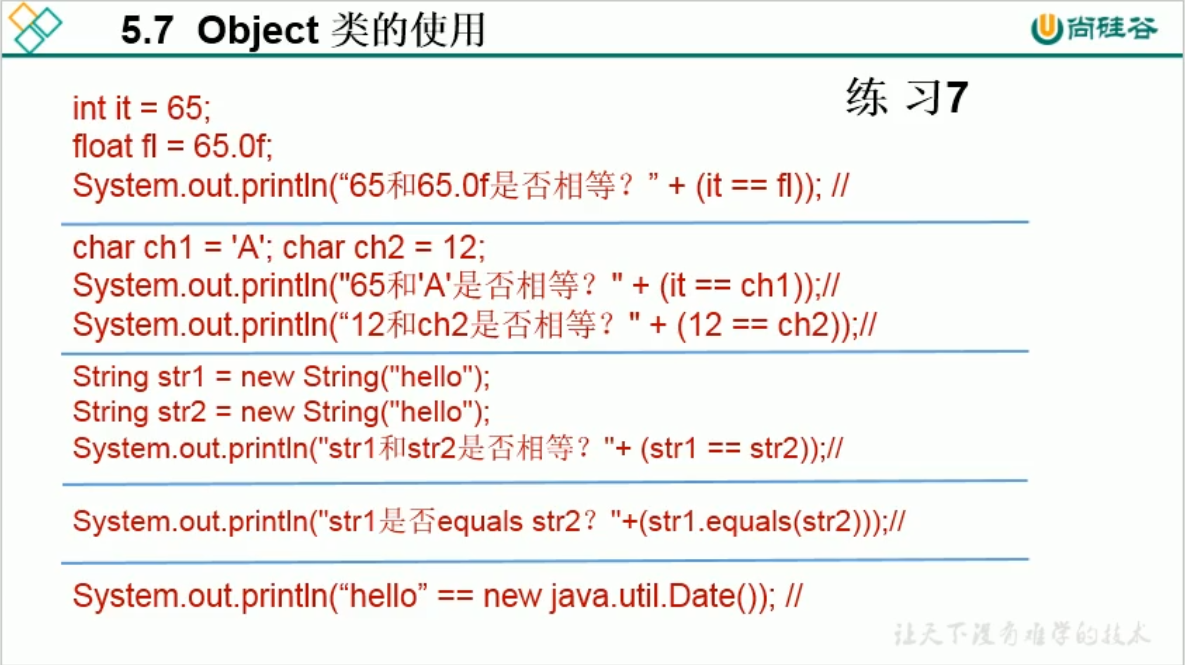 5.7 Object 类的使用
尚硅谷
练 习7
int it = 65;
float fl = 65.0f;
System.out.println(“65和65.0f是否相等？” + (it == fl)); //
char ch1 = 'A'; char ch2 = 12;
System.out.println("65和'A'是否相等？" + (it == ch1));//
System.out.println(“12和ch2是否相等？" + (12 == ch2));//
String str1 = new String("hello");
String str2 = new String("hello");
System.out.println("str1和str2是否相等？"+ (str1 == str2));//
System.out.println("str1是否equals str2？"+(str1.equals(str2)));//
System.out.println(“hello” == new java.util.Date()); //
让天下没有难学的技术